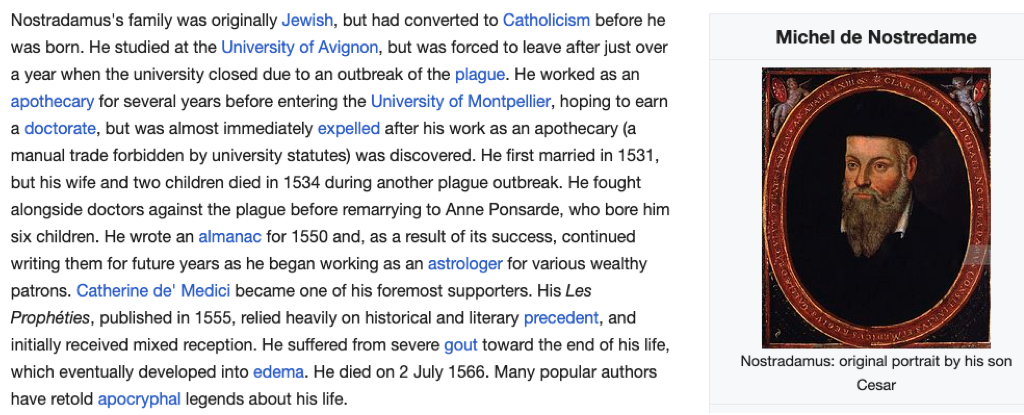 Nostradamus's family was originally Jewish, but had converted to Catholicism before he
was born. He studied at the University of Avignon, but was forced to leave after just over
a year when the university closed due to an outbreak of the plague. He worked as an
apothecary for several years before entering the University of Montpellier, hoping to earn
a doctorate, but was almost immediately expelled after his work as an apothecary (a
manual trade forbidden by university statutes) was discovered. He first married in 1531,
but his wife and two children died in 1534 during another plague outbreak. He fought
alongside doctors against the plague before remarrying to Anne Ponsarde, who bore him
six children. He wrote an almanac for 1550 and, as a result of its success, continued
writing them for future years as he began working as an astrologer for various wealthy
patrons. Catherine de' Medici became one of his foremost supporters. His Les
Prophéties, published in 1555, relied heavily on historical and literary precedent, and
initially received mixed reception. He suffered from severe gout toward the end of his life,
which eventually developed into edema. He died on 2 July 1566. Many popular authors
have retold apocryphal legends about his life.
Michel de Nostredame
Nostradamus: original portrait by his son
Cesar